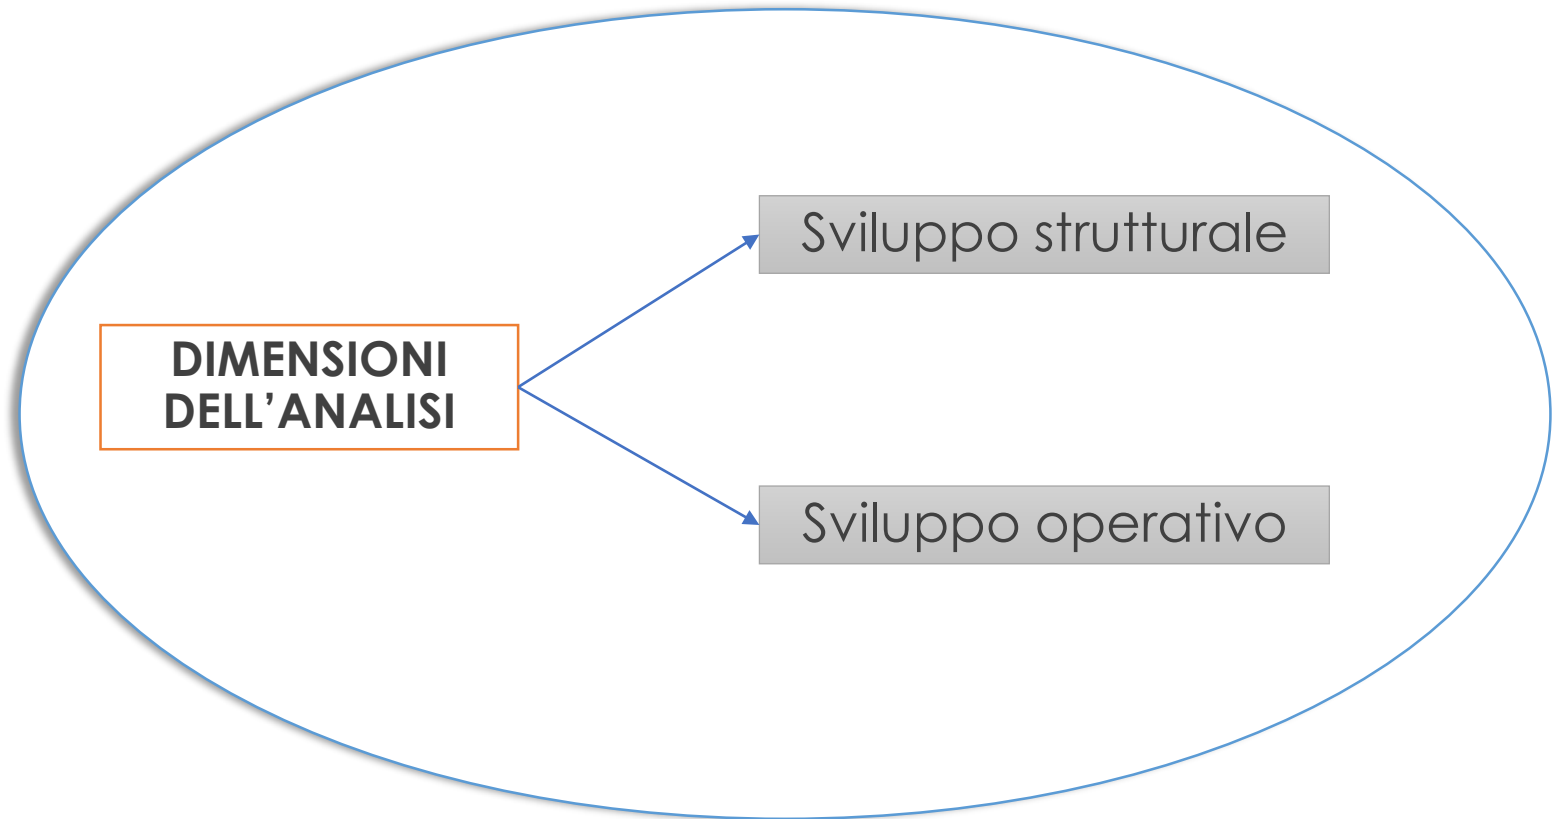 Sviluppo strutturale
DIMENSIONI
DELL’ANALISI
Sviluppo operativo